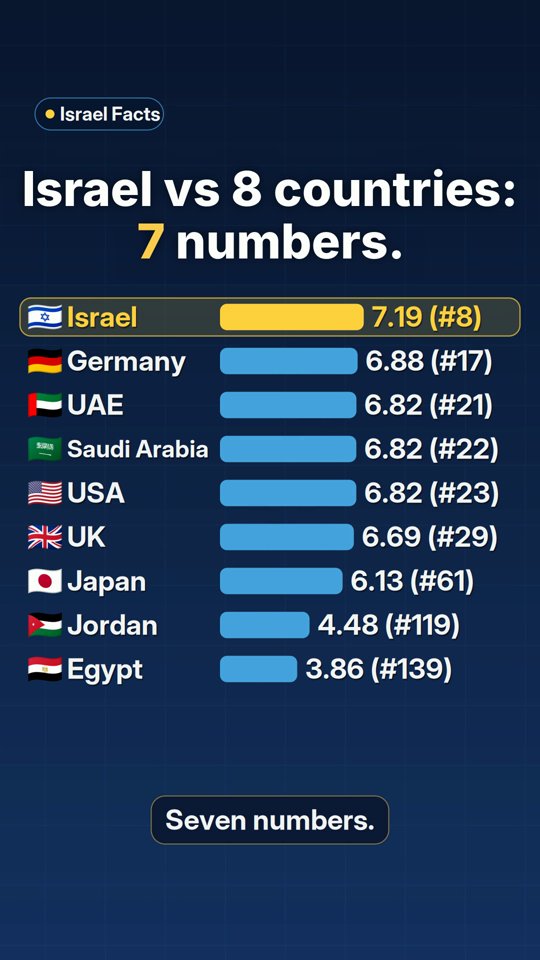 Israel Facts
Israel vs 8 countries:
7 numbers.
Israel 7.19 (#8)
Germany 6.88 (#17)
UAE 6.82 (#21)
Saudi Arabia 6.82 (#22)
USA 6.82 (#23)
UK 6.69 (#29)
Japan 6.13 (#61)
Jordan 4.48 (#119)
Egypt 3.86 (#139)
Seven numbers.